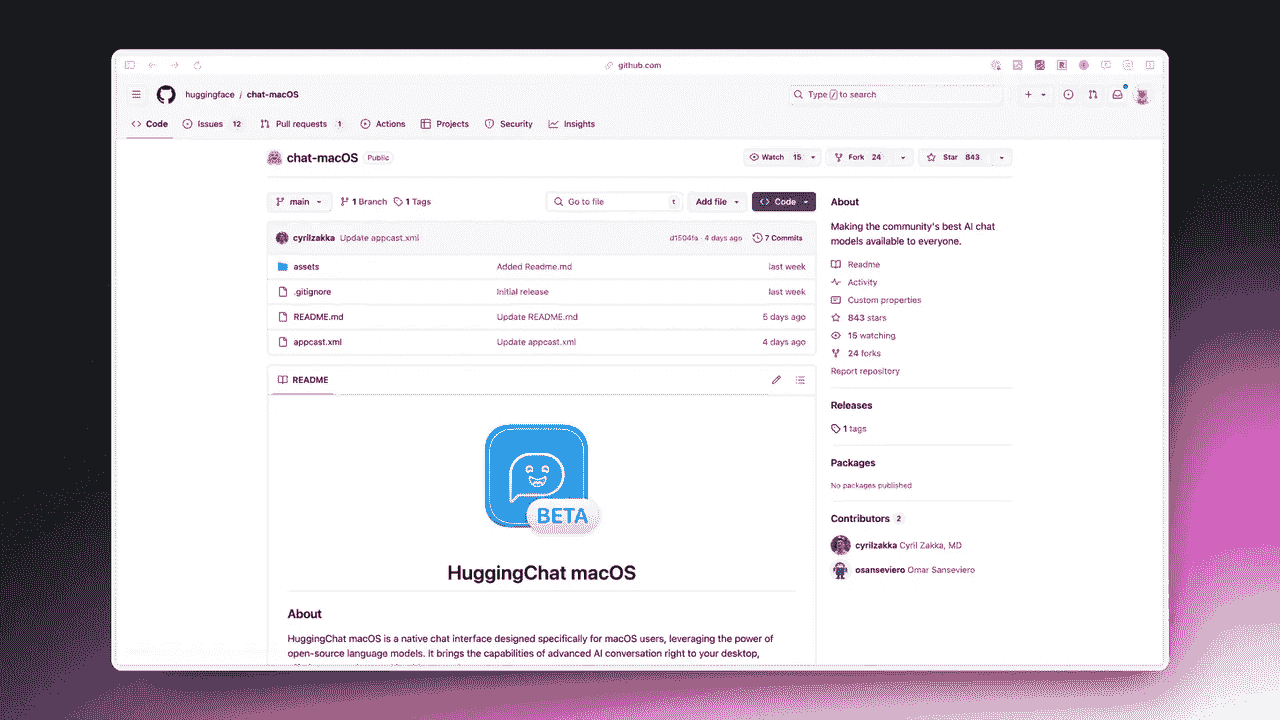 github.com
huggingface / chat-macOS
Type / to search
Code Issues 12 Pull requests 1 Actions Projects Security Insights
chat-macOS Public
Watch 15 Fork 24 Star 843
main 1 Branch 1 Tags Go to file t Add file Code
cyrilzakka Update appcast.xml d1504fa · 4 days ago 7 Commits
assets Added Readme.md last week
.gitignore Initial release last week
README.md Update README.md 5 days ago
appcast.xml Update appcast.xml 4 days ago
README
BETA
HuggingChat macOS
About
HuggingChat macOS is a native chat interface designed specifically for macOS users, leveraging the power of
open-source language models. It brings the capabilities of advanced AI conversation right to your desktop,
About
Making the community's best AI chat
models available to everyone.
Readme
Activity
Custom properties
843 stars
15 watching
24 forks
Report repository
Releases
1 tags
Packages
No packages published
Contributors 2
cyrilzakka Cyril Zakka, MD
osanseviero Omar Sanseviero